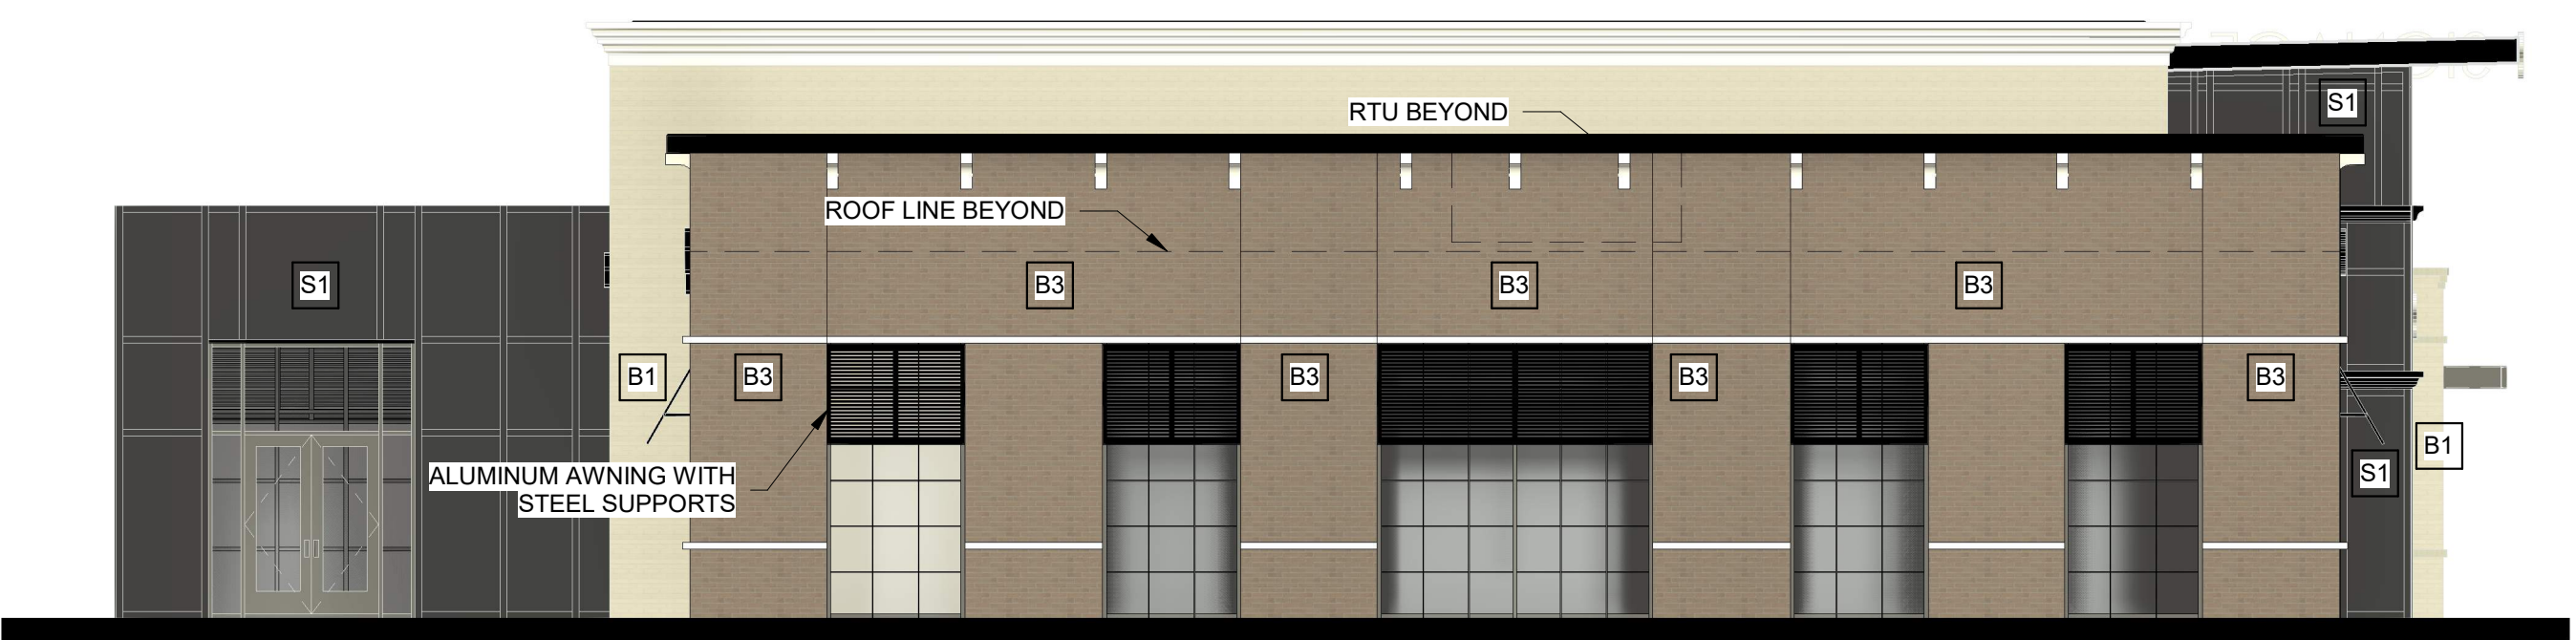 S1
RTU BEYOND
ROOF LINE BEYOND
S1
B3
B3
B3
B1
B3
B3
B3
B3
ALUMINUM AWNING WITH
STEEL SUPPORTS
B1
S1